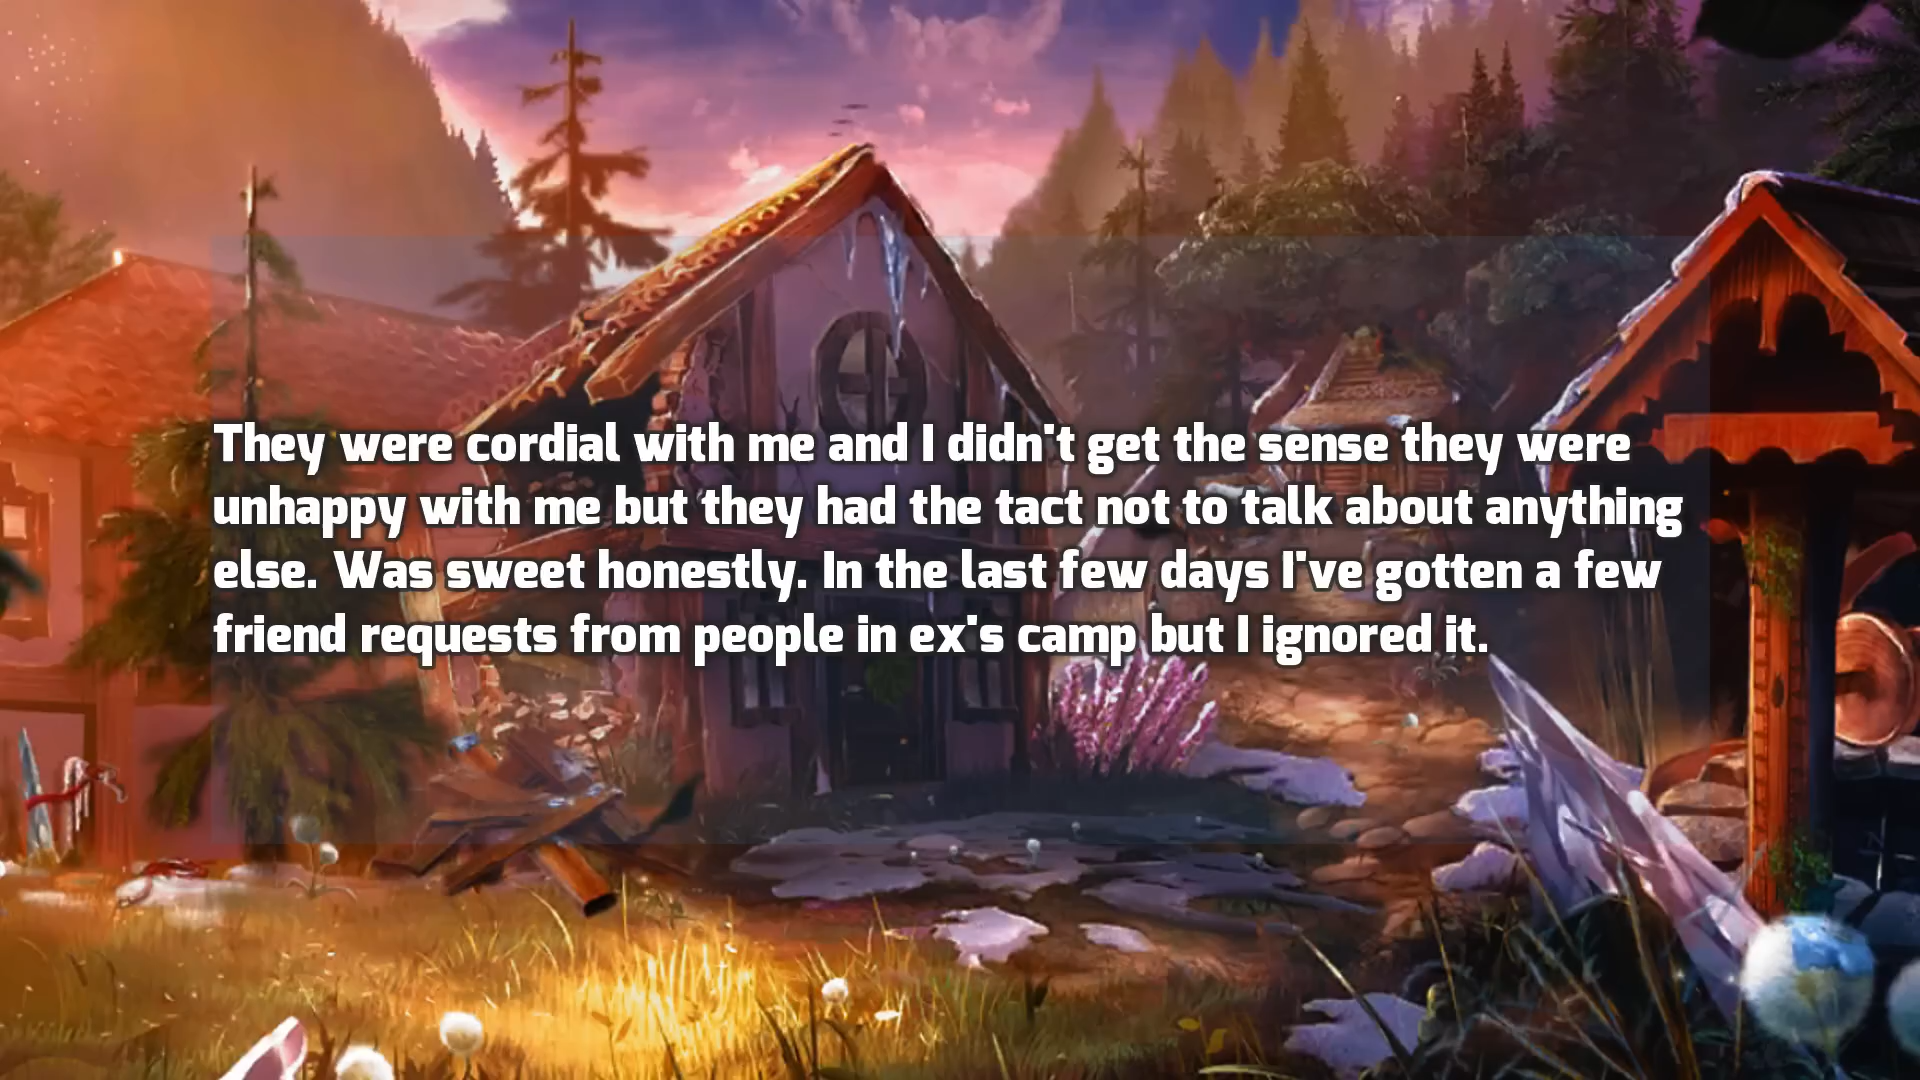 They were cordial with me and I didn't get the sense they were
unhappy with me but they had the tact not to talk about anything
else. Was sweet honestly. In the last few days I've gotten a few
friend requests from people in ex's camp but I ignored it.